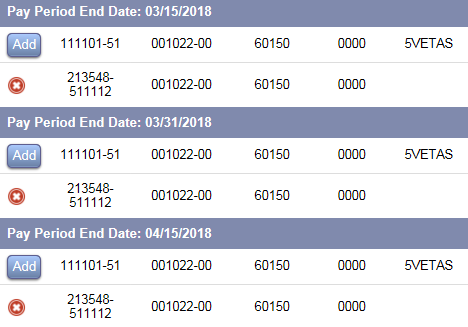 Pay Period End Date: 03/15/2018
Add 111101-51 001022-00 60150 0000 5VETAS
213548-
511112 001022-00 60150 0000
Pay Period End Date: 03/31/2018
Add 111101-51 001022-00 60150 0000 5VETAS
213548-
511112 001022-00 60150 0000
Pay Period End Date: 04/15/2018
Add 111101-51 001022-00 60150 0000 5VETAS
213548-
511112 001022-00 60150 0000